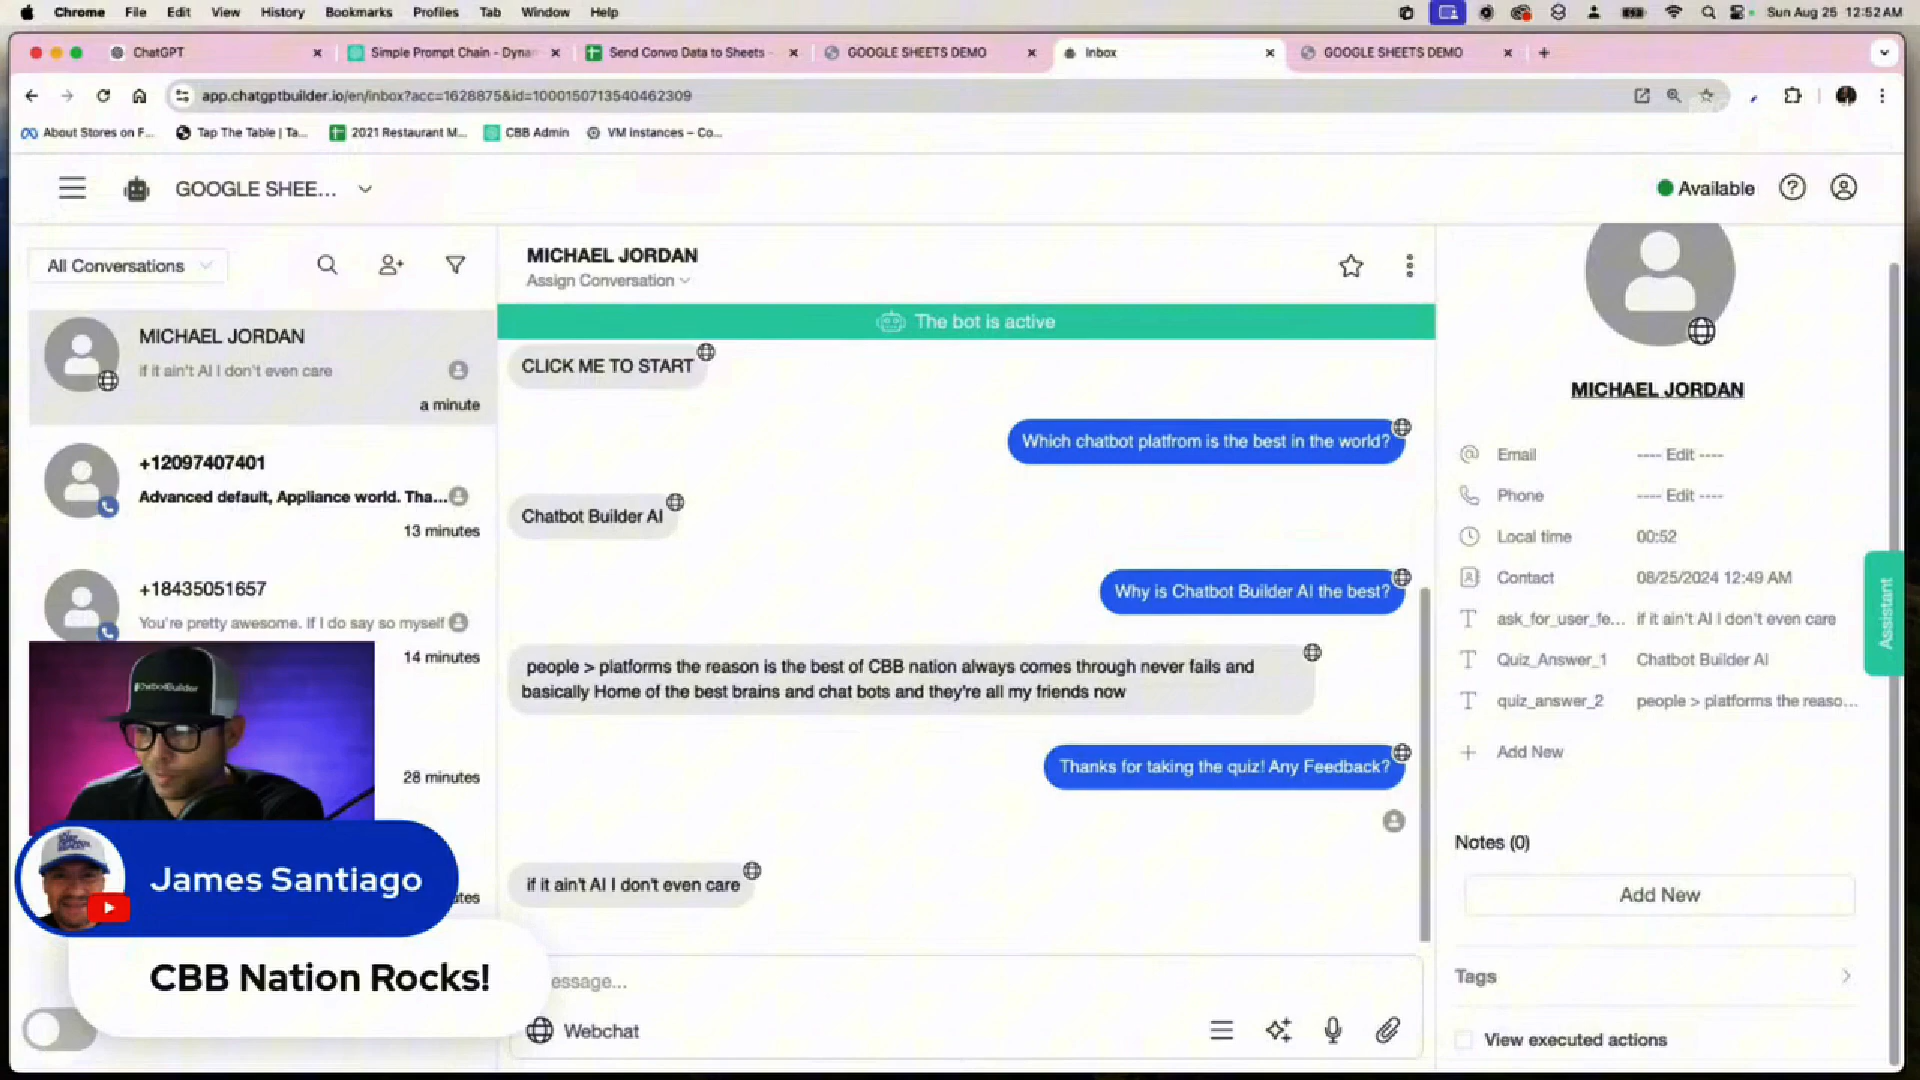 Chrome File Edit View History Bookmarks Profiles Tab Window Help
Sun Aug 25 12:52 AM
ChatGPT
Simple Prompt Chain - Dyna
Send Convo Data to Sheets -
GOOGLE SHEETS DEMO
Inbox
GOOGLE SHEETS DEMO
app.chatgptbuilder.io/en/inbox?acc=1628875&id=1000150713540462309
About Stores on F...
Tap The Table | Ta...
2021 Restaurant M...
CBB Admin
VM instances – Co...
GOOGLE SHEE...
Available
All Conversations
MICHAEL JORDAN
if it ain't AI I don't even care
a minute
+12097407401
Advanced default, Appliance world. Tha...
13 minutes
+18435051657
You're pretty awesome. If I do say so myself
14 minutes
28 minutes
ChatbotBuilder
James Santiago
CBB Nation Rocks!
MICHAEL JORDAN
Assign Conversation
The bot is active
CLICK ME TO START
Which chatbot platfrom is the best in the world?
Chatbot Builder AI
Why is Chatbot Builder AI the best?
people > platforms the reason is the best of CBB nation always comes through never fails and
basically Home of the best brains and chat bots and they're all my friends now
Thanks for taking the quiz! Any Feedback?
if it ain't AI I don't even care
essage...
Webchat
MICHAEL JORDAN
Email ---- Edit ----
Phone ---- Edit ----
Local time 00:52
Contact 08/25/2024 12:49 AM
ask_for_user_fe... if it ain't AI I don't even care
Quiz_Answer_1 Chatbot Builder AI
quiz_answer_2 people > platforms the reaso...
Add New
Assistant
Notes (0)
Add New
Tags
View executed actions